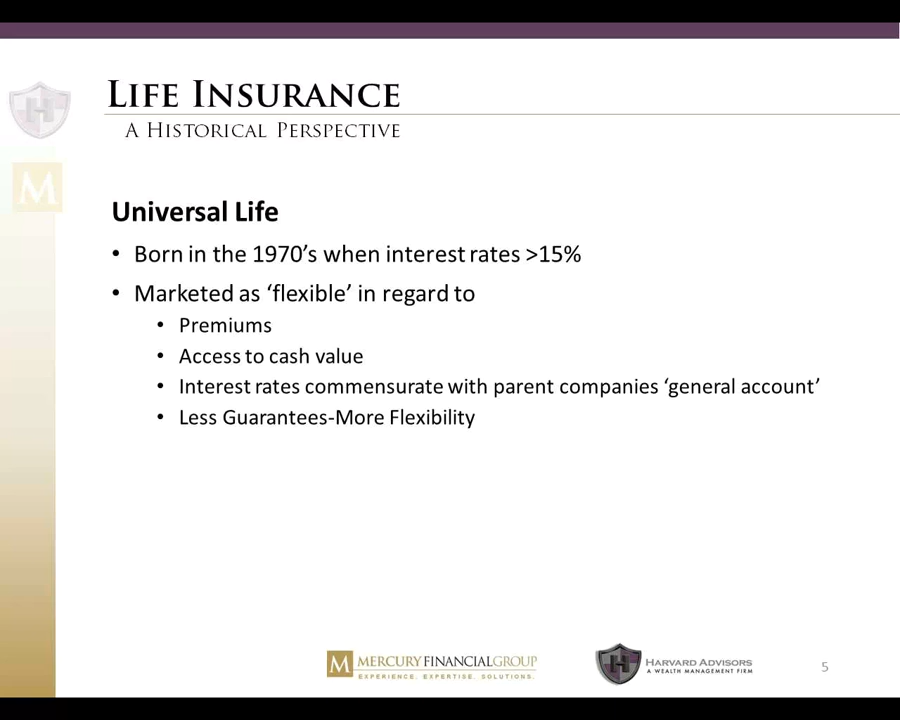 LIFE INSURANCE
A HISTORICAL PERSPECTIVE
H
M
Universal Life
• Born in the 1970’s when interest rates >15%
• Marketed as ‘flexible’ in regard to
• Premiums
• Access to cash value
• Interest rates commensurate with parent companies ‘general account’
• Less Guarantees-More Flexibility
M MERCURY FINANCIAL GROUP
EXPERIENCE. EXPERTISE. SOLUTIONS.
H HARVARD ADVISORS
A WEALTH MANAGEMENT FIRM
5